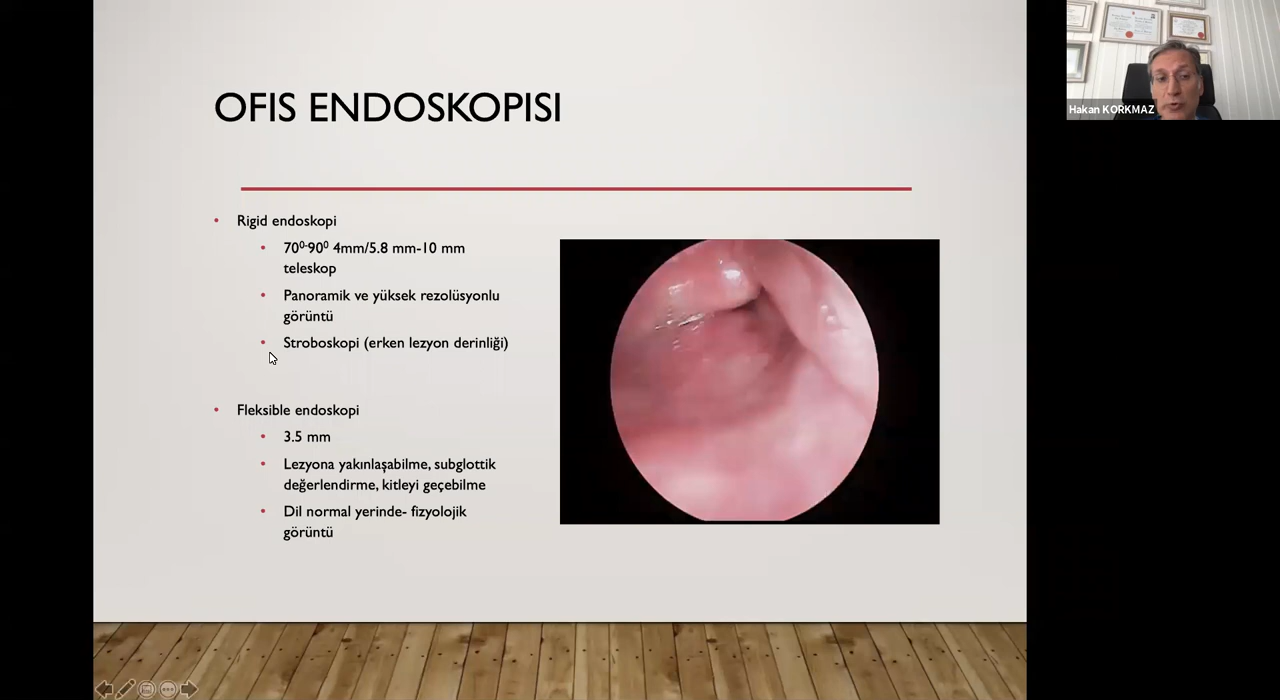 OFIS ENDOSKOPISI
Rigid endoskopi
70⁰-90⁰ 4mm/5.8 mm-10 mm
teleskop
Panoramik ve yüksek rezolüsyonlu
görüntü
Stroboskopi (erken lezyon derinliği)
Fleksible endoskopi
3.5 mm
Lezyona yakınlaşabilme, subglottik
değerlendirme, kitleyi geçebilme
Dil normal yerinde- fizyolojik
görüntü
Hakan KORKMAZ